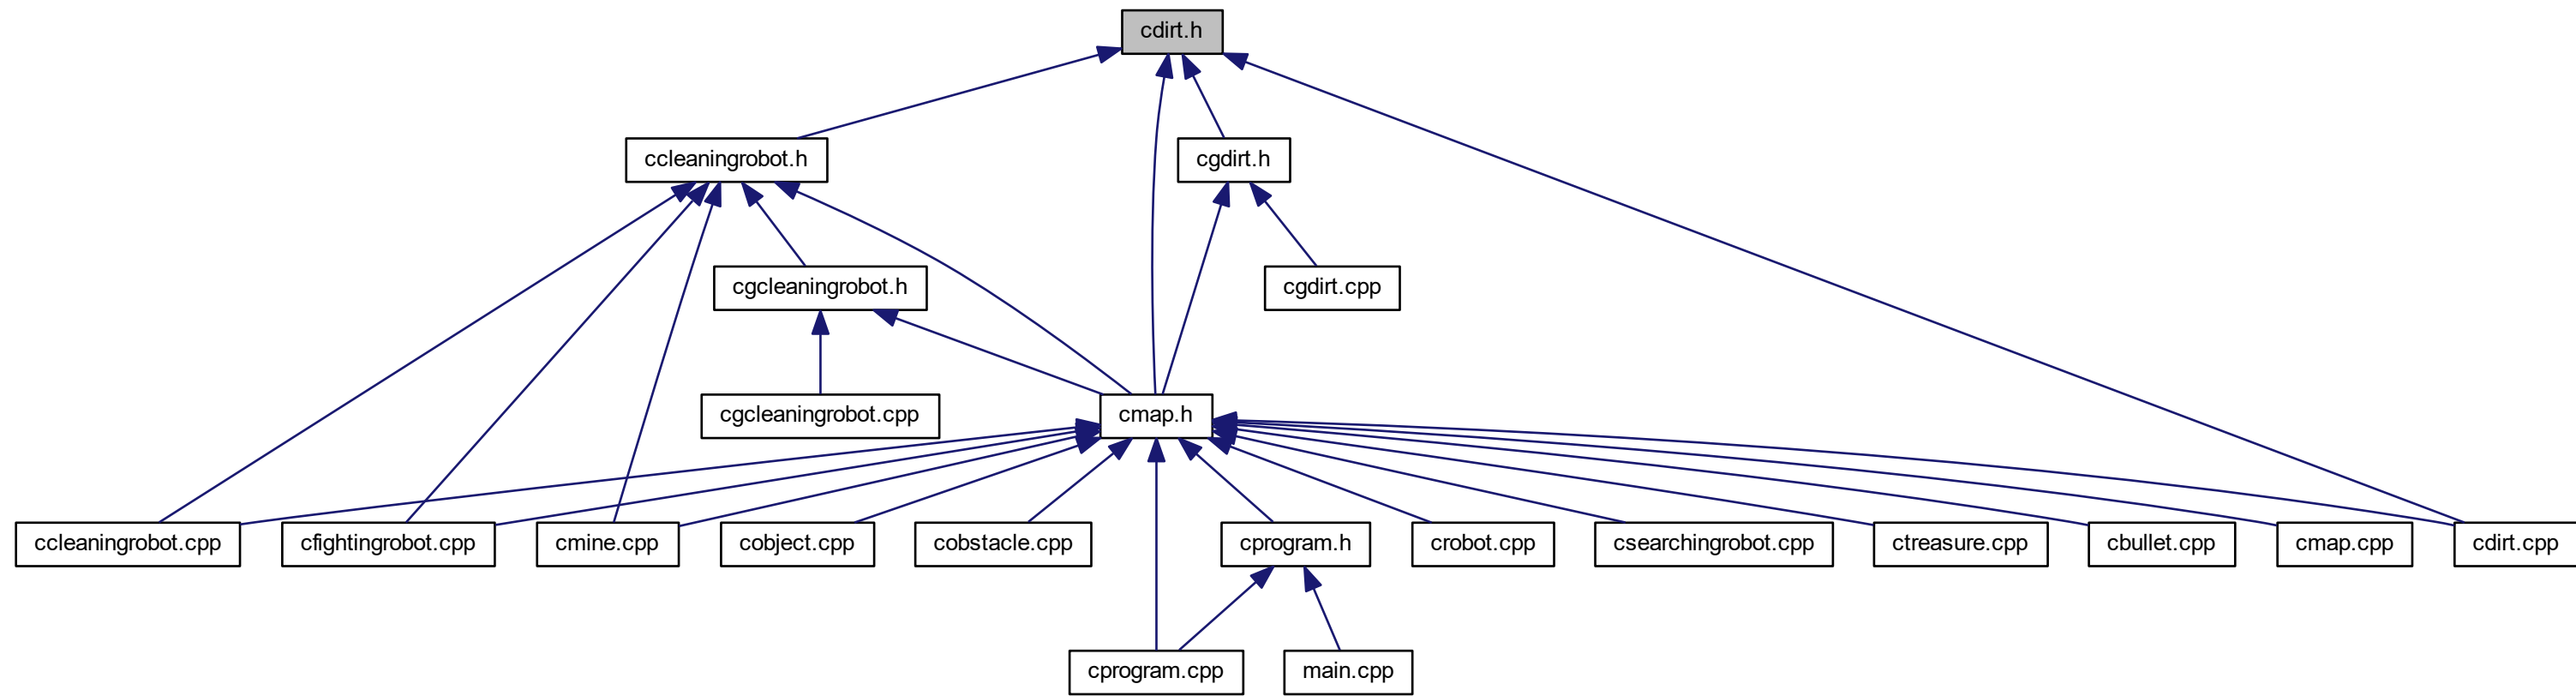 cdirt.h
ccleaningrobot.h
cgdirt.h
cgcleaningrobot.h
cgdirt.cpp
cgcleaningrobot.cpp
cmap.h
ccleaningrobot.cpp
cfightingrobot.cpp
cmine.cpp
cobject.cpp
cobstacle.cpp
cprogram.h
crobot.cpp
csearchingrobot.cpp
ctreasure.cpp
cbullet.cpp
cmap.cpp
cdirt.cpp
cprogram.cpp
main.cpp